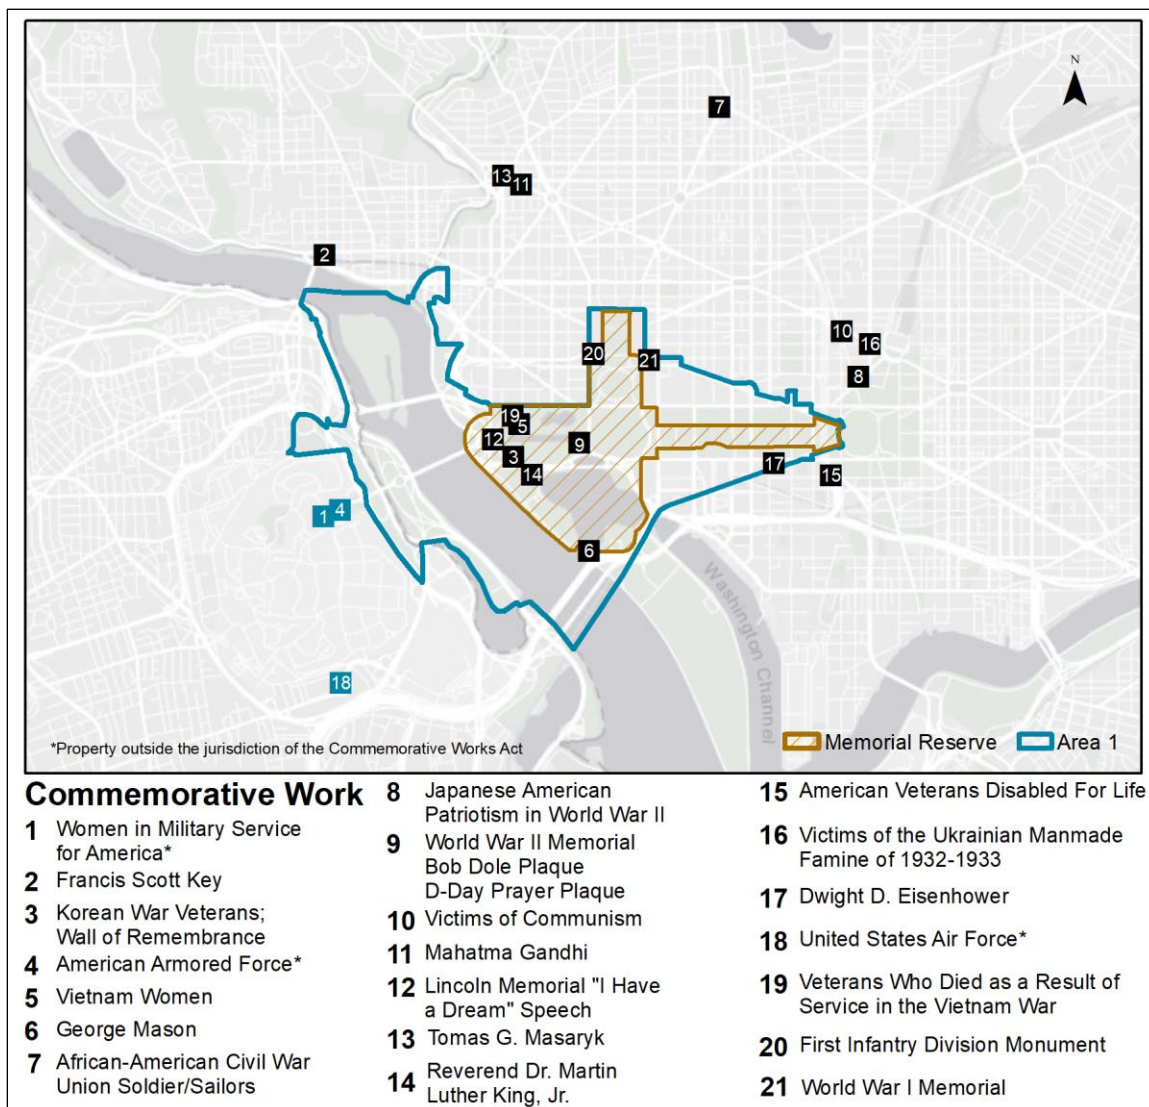 N
7
13
11
2
10
16
20
21
8
19
5
12
9
3
14
17
15
1
4
6
Washington Channel
18
*Property outside the jurisdiction of the Commemorative Works Act
Memorial Reserve
Area 1
Commemorative Work
1 Women in Military Service
for America*
2 Francis Scott Key
3 Korean War Veterans;
Wall of Remembrance
4 American Armored Force*
5 Vietnam Women
6 George Mason
7 African-American Civil War
Union Soldier/Sailors
8 Japanese American
Patriotism in World War II
9 World War II Memorial
Bob Dole Plaque
D-Day Prayer Plaque
10 Victims of Communism
11 Mahatma Gandhi
12 Lincoln Memorial "I Have
a Dream" Speech
13 Tomas G. Masaryk
14 Reverend Dr. Martin
Luther King, Jr.
15 American Veterans Disabled For Life
16 Victims of the Ukrainian Manmade
Famine of 1932-1933
17 Dwight D. Eisenhower
18 United States Air Force*
19 Veterans Who Died as a Result of
Service in the Vietnam War
20 First Infantry Division Monument
21 World War I Memorial